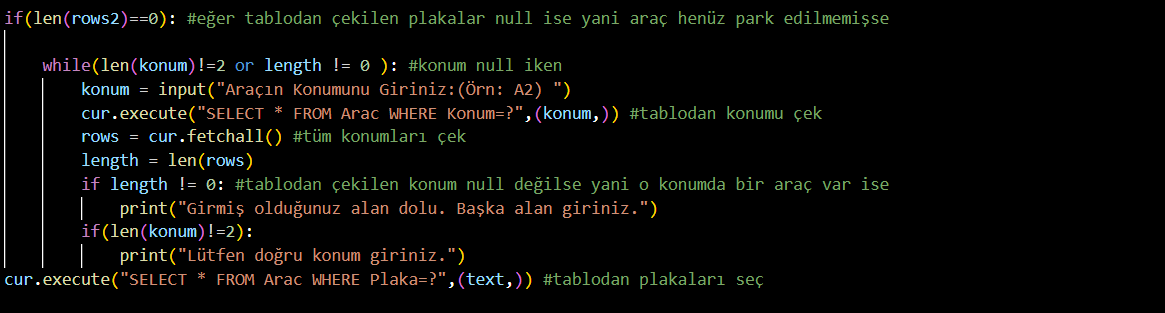 if(len(rows2)==0): #eğer tablodan çekilen plakalar null ise yani araç henüz park edilmemişse
while(len(konum)!=2 or length != 0 ): #konum null iken
konum = input("Araçın Konumunu Giriniz:(Örn: A2) ")
cur.execute("SELECT * FROM Arac WHERE Konum=?",(konum,)) #tablodan konumu çek
rows = cur.fetchall() #tüm konumları çek
length = len(rows)
if length != 0: #tablodan çekilen konum null değilse yani o konumda bir araç var ise
print("Girmiş olduğunuz alan dolu. Başka alan giriniz.")
if(len(konum)!=2):
print("Lütfen doğru konum giriniz.")
cur.execute("SELECT * FROM Arac WHERE Plaka=?",(text,)) #tablodan plakaları seç